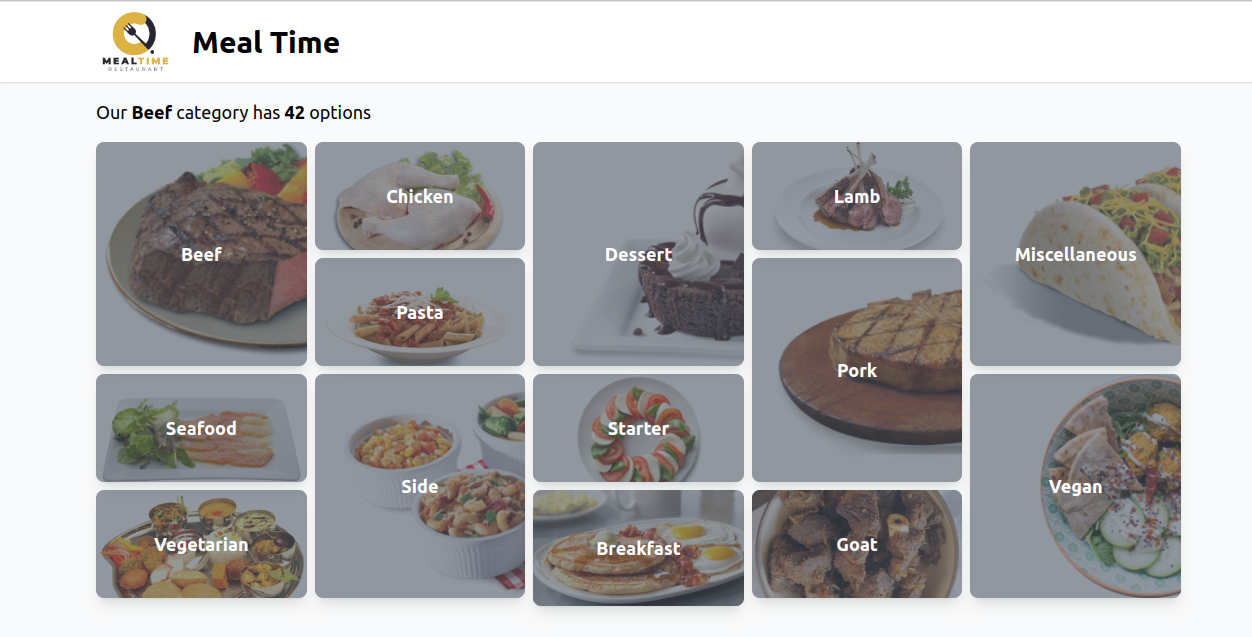 MEALTIME
RESTAURANT
Meal Time
Our Beef category has 42 options
Beef
Chicken
Dessert
Lamb
Miscellaneous
Pasta
Pork
Seafood
Side
Starter
Vegan
Vegetarian
Breakfast
Goat